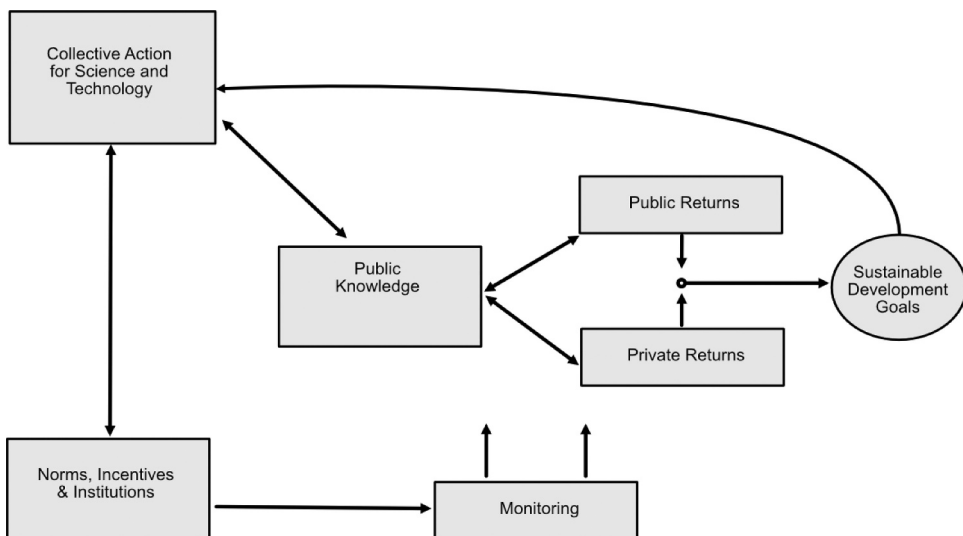 Collective Action
for Science and
Technology
Public Returns
Public
Knowledge
Sustainable
Development
Goals
Private Returns
Norms, Incentives
& Institutions
Monitoring